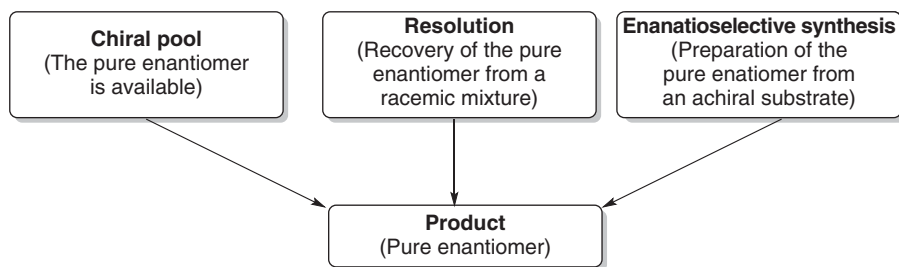 Chiral pool
(The pure enantiomer
is available)
Resolution
(Recovery of the pure
enantiomer from a
racemic mixture)
Enanatioselective synthesis
(Preparation of the
pure enatiomer from
an achiral substrate)
Product
(Pure enantiomer)